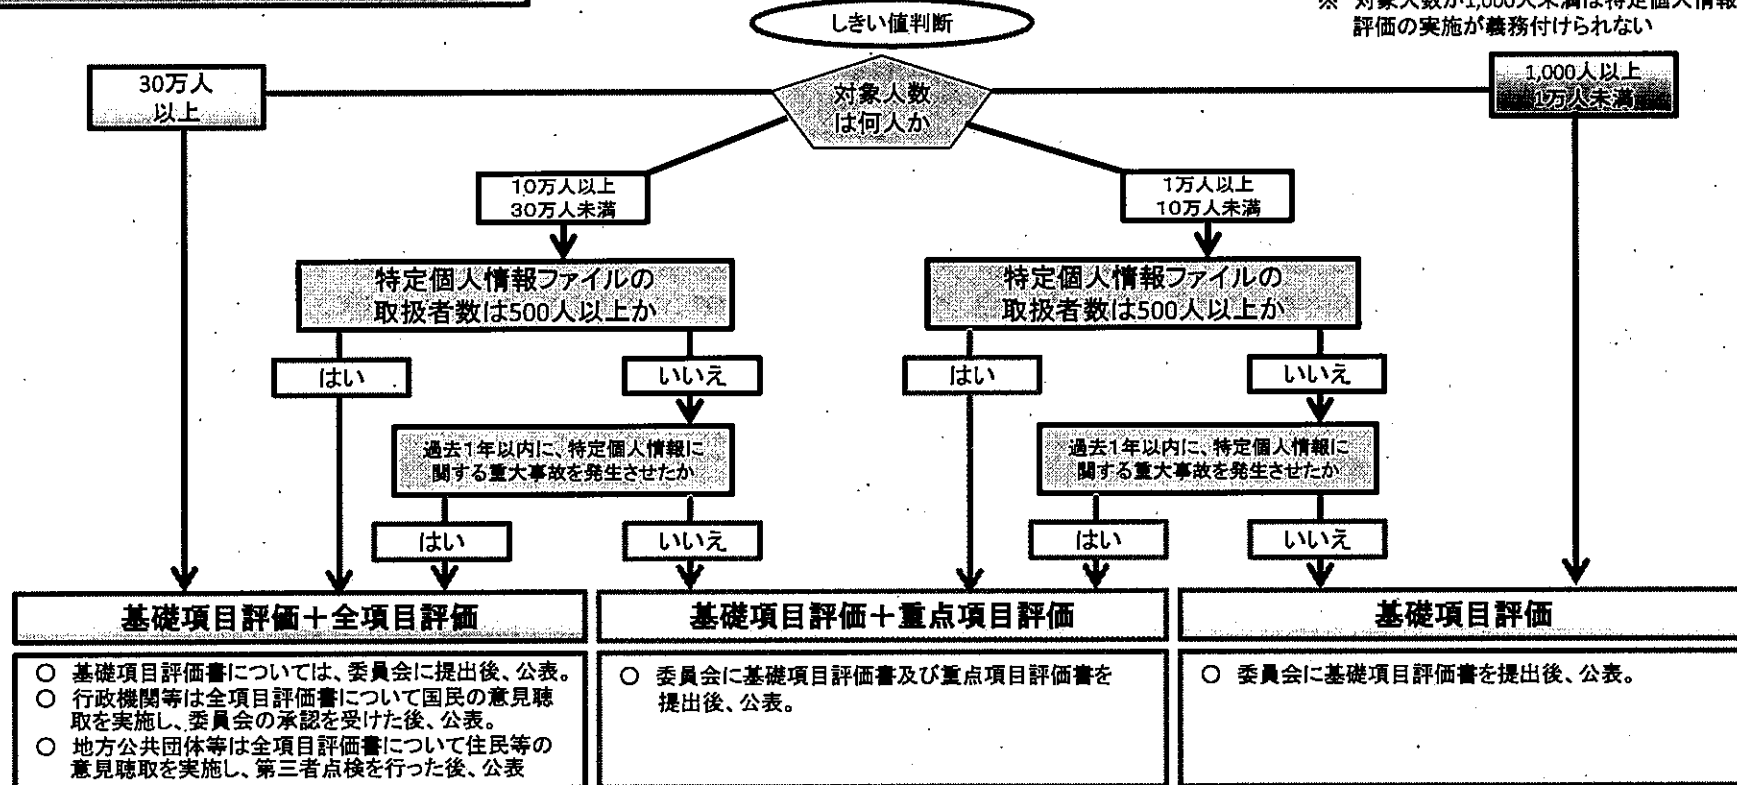 しきい値判断
※ 対象人数が1,000人未満は特定個人情報
評価の実施が義務付けられない
30万人
以上
対象人数
は何人か
1,000人以上
1万人未満
10万人以上
30万人未満
1万人以上
10万人未満
特定個人情報ファイルの
取扱者数は500人以上か
特定個人情報ファイルの
取扱者数は500人以上か
はい
いいえ
はい
いいえ
過去1年以内に、特定個人情報に
関する重大事故を発生させたか
過去1年以内に、特定個人情報に
関する重大事故を発生させたか
はい
いいえ
はい
いいえ
基礎項目評価＋全項目評価
基礎項目評価＋重点項目評価
基礎項目評価
○ 基礎項目評価書については、委員会に提出後、公表。
○ 行政機関等は全項目評価書について国民の意見聴
取を実施し、委員会の承認を受けた後、公表。
○ 地方公共団体等は全項目評価書について住民等の
意見聴取を実施し、第三者点検を行った後、公表
○ 委員会に基礎項目評価書及び重点項目評価書を
提出後、公表。
○ 委員会に基礎項目評価書を提出後、公表。